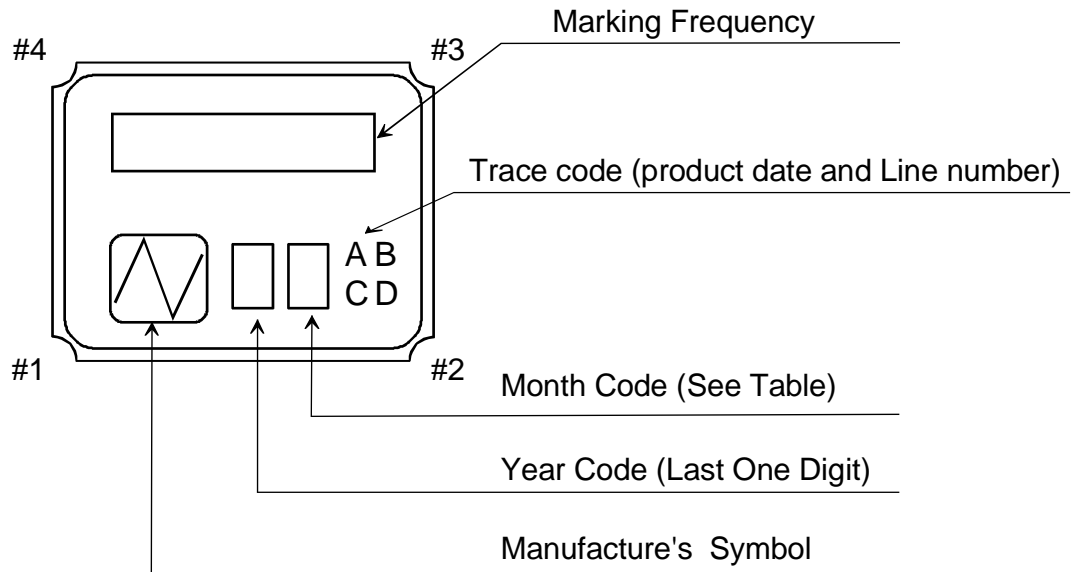 Marking Frequency
#4
#3
Trace code (product date and Line number)
A B
C D
#1
#2
Month Code (See Table)
Year Code (Last One Digit)
Manufacture's Symbol